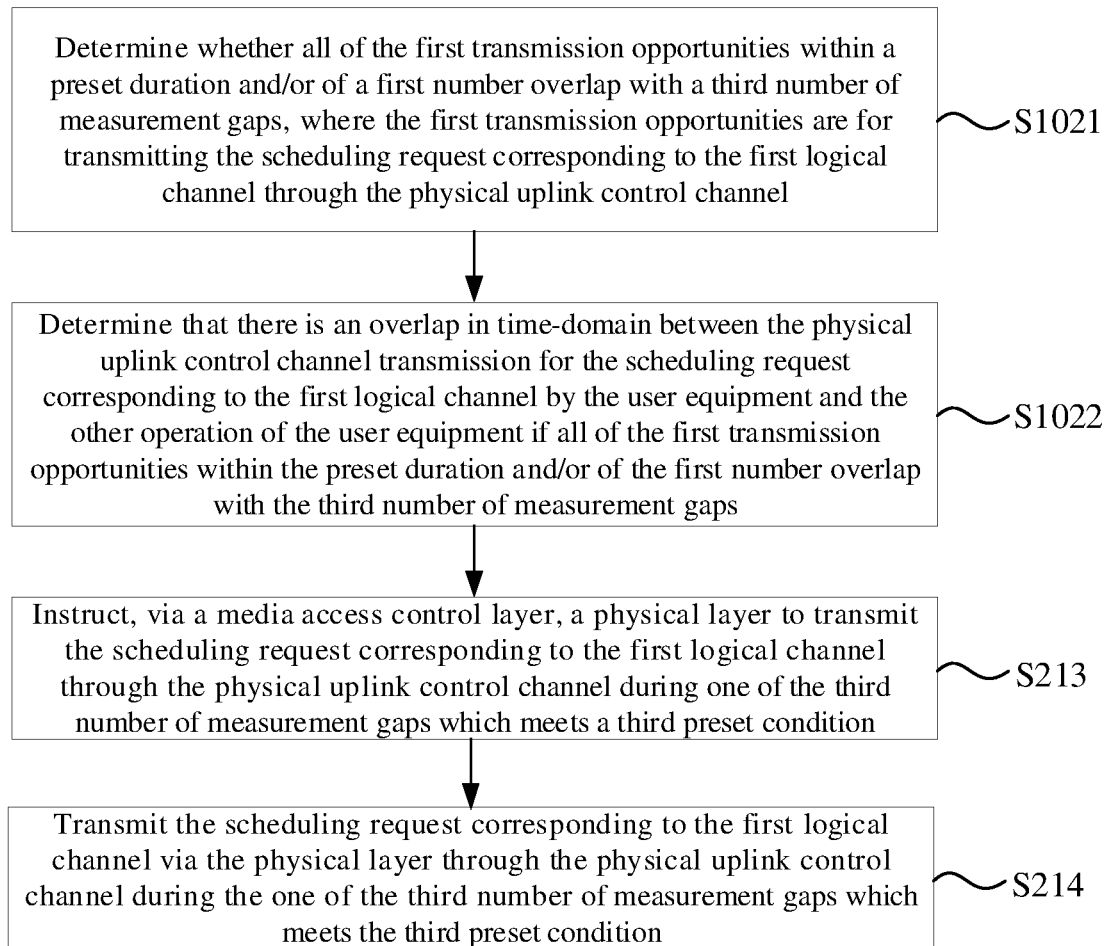 Determine whether all of the first transmission opportunities within a
preset duration and/or of a first number overlap with a third number of
measurement gaps, where the first transmission opportunities are for
transmitting the scheduling request corresponding to the first logical
channel through the physical uplink control channel
S1021
Determine that there is an overlap in time-domain between the physical
uplink control channel transmission for the scheduling request
corresponding to the first logical channel by the user equipment and the
other operation of the user equipment if all of the first transmission
opportunities within the preset duration and/or of the first number overlap
with the third number of measurement gaps
S1022
Instruct, via a media access control layer, a physical layer to transmit
the scheduling request corresponding to the first logical channel
through the physical uplink control channel during one of the third
number of measurement gaps which meets a third preset condition
S213
Transmit the scheduling request corresponding to the first logical
channel via the physical layer through the physical uplink control
channel during the one of the third number of measurement gaps which
meets the third preset condition
S214